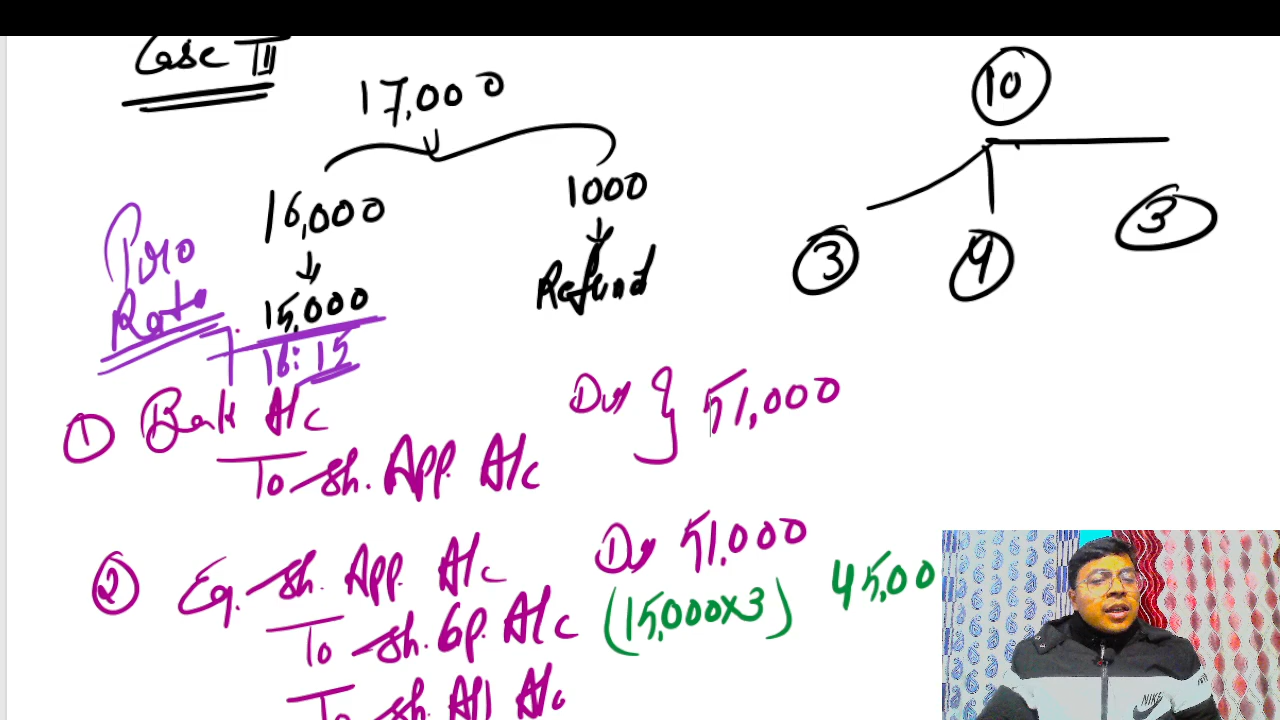 Case III
17,000
10
16,000 1000
3 4 3
Pro
Rata
Refund
15,000
16:15
① Bank A/c Dr } 51,000
To Sh. App. A/c
② Eq. Sh. App. A/c Dr 51,000
To Sh. Cap. A/c (15,000x3) 45,00
To Sh. All A/c
NIKE